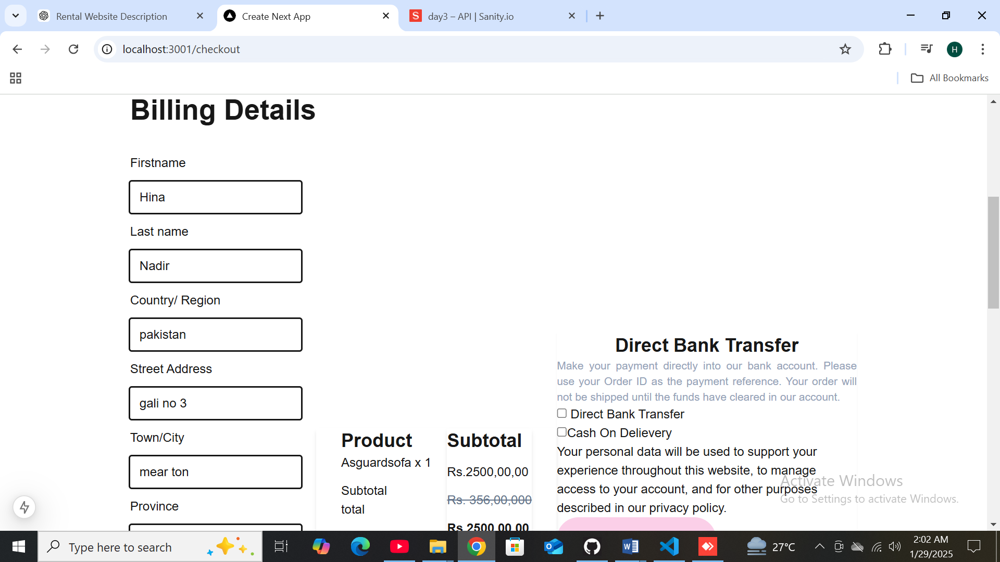 Rental Website Description
Create Next App
S
day3 – API | Sanity.io
localhost:3001/checkout
H
All Bookmarks
Billing Details
Firstname
Hina
Last name
Nadir
Country/ Region
pakistan
Street Address
gali no 3
Town/City
mear ton
Province
Product
Asguardsofa x 1
Subtotal
total
Subtotal
Rs.2500,00,00
Rs. 356,00,000
Rs.2500,00,00
Direct Bank Transfer
Make your payment directly into our bank account. Please
use your Order ID as the payment reference. Your order will
not be shipped until the funds have cleared in our account.
Direct Bank Transfer
Cash On Delievery
Your personal data will be used to support your
experience throughout this website, to manage
access to your account, and for other purposes
described in our privacy policy.
Activate Windows
Go to Settings to activate Windows.
Type here to search
27°C
2:02 AM
1/29/2025